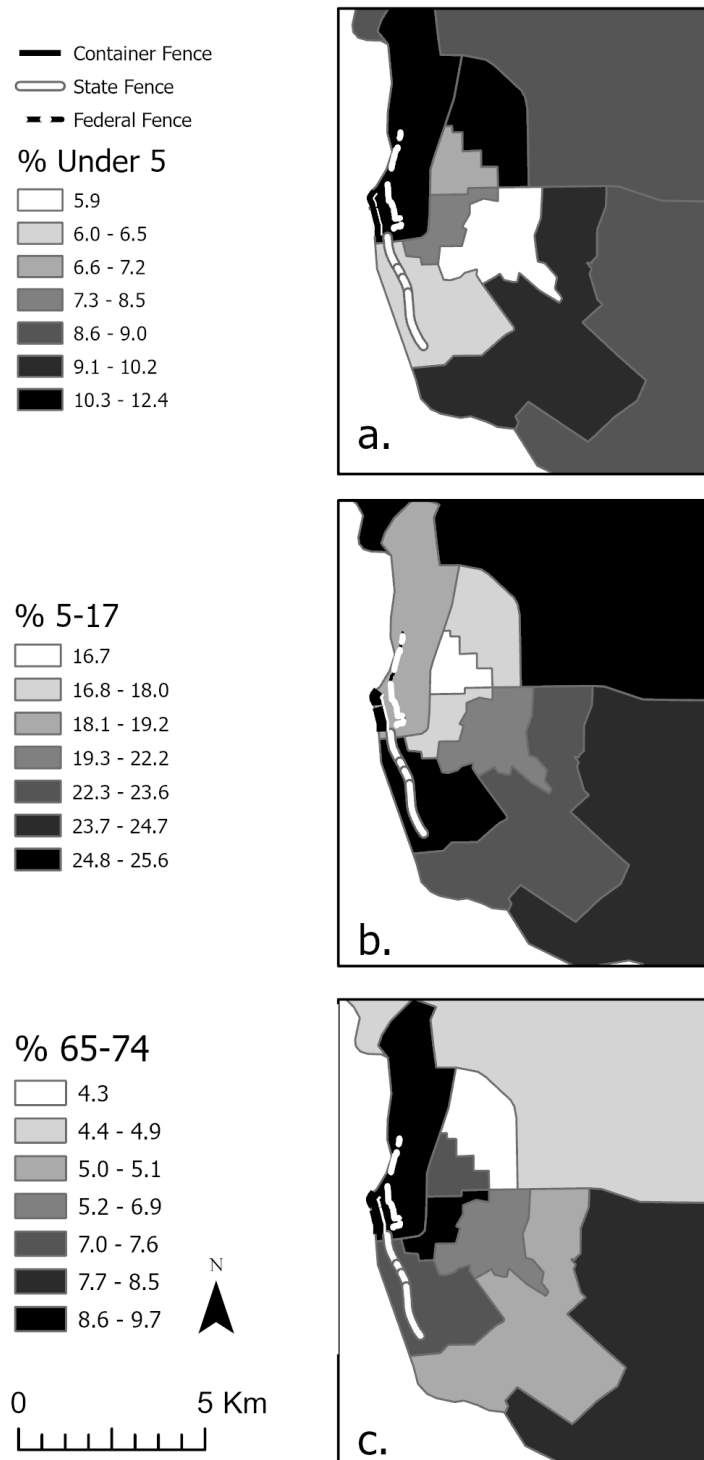 Container Fence
State Fence
Federal Fence
% Under 5
5.9
6.0 - 6.5
6.6 - 7.2
7.3 - 8.5
8.6 - 9.0
9.1 - 10.2
10.3 - 12.4
a.
% 5-17
16.7
16.8 - 18.0
18.1 - 19.2
19.3 - 22.2
22.3 - 23.6
23.7 - 24.7
24.8 - 25.6
b.
% 65-74
4.3
4.4 - 4.9
5.0 - 5.1
5.2 - 6.9
7.0 - 7.6
7.7 - 8.5
8.6 - 9.7
N
0 5 Km
c.